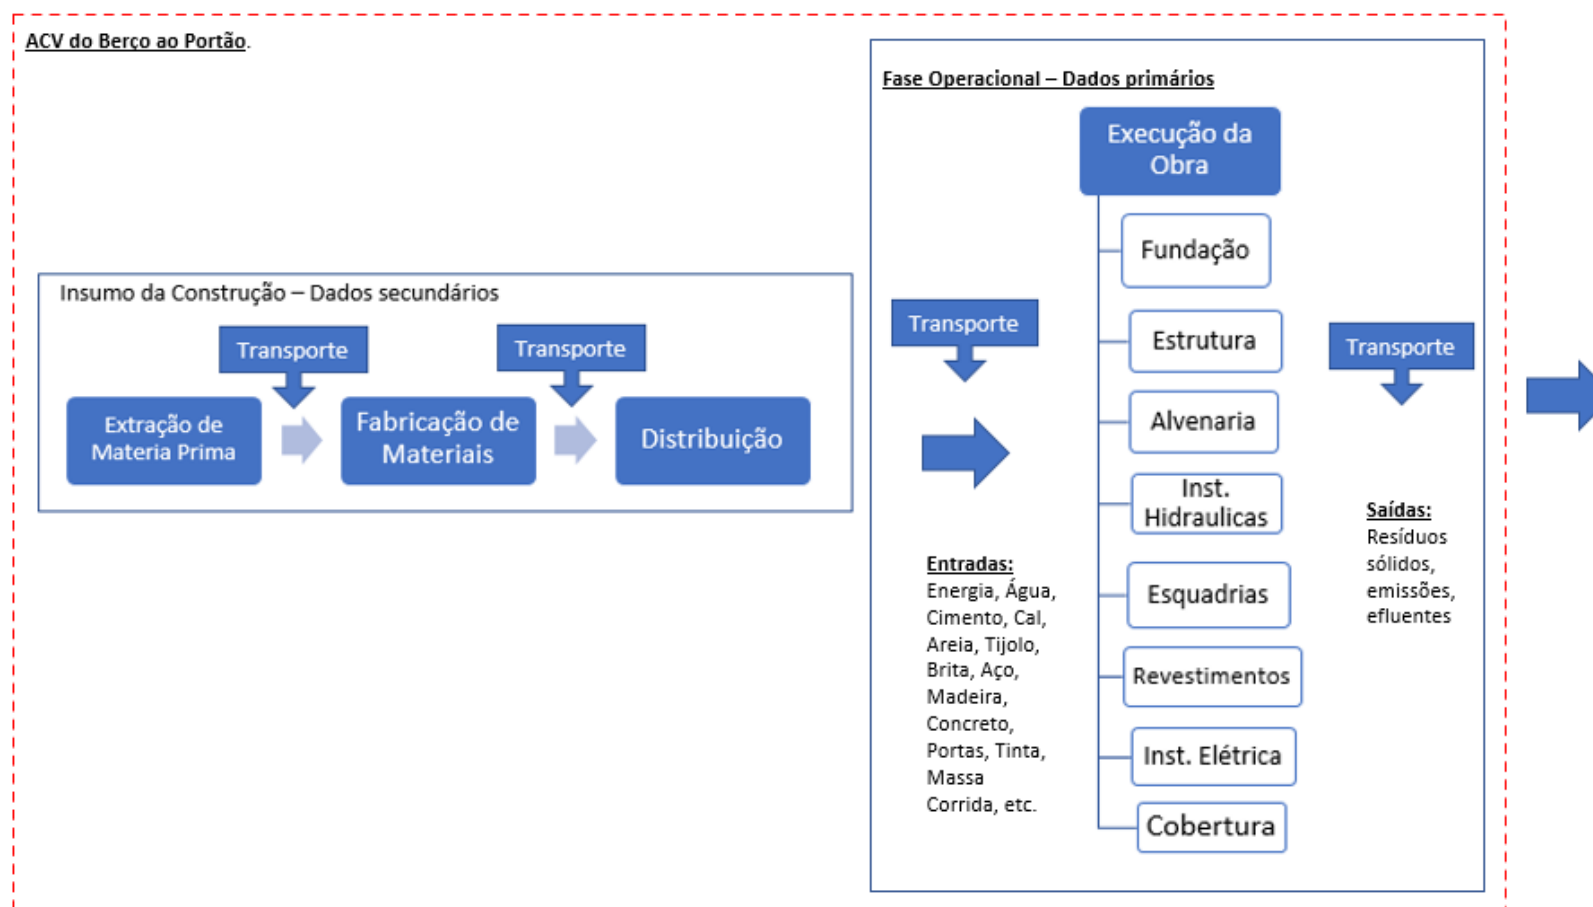 ACV do Berço ao Portão.
Insumo da Construção – Dados secundários
Transporte
Transporte
Extração de
Materia Prima
Fabricação de
Materiais
Distribuição
Fase Operacional – Dados primários
Execução da
Obra
Transporte
Entradas:
Energia, Água,
Cimento, Cal,
Areia, Tijolo,
Brita, Aço,
Madeira,
Concreto,
Portas, Tinta,
Massa
Corrida, etc.
Fundação
Estrutura
Alvenaria
Inst.
Hidraulicas
Esquadrias
Revestimentos
Inst. Elétrica
Cobertura
Transporte
Saídas:
Resíduos
sólidos,
emissões,
efluentes